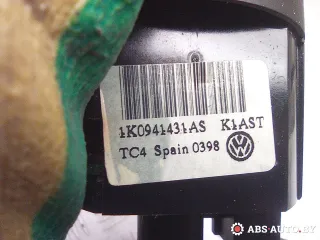 1K0941431AS K1AST
TC4 Spain 0398
ABS AUTO.BY